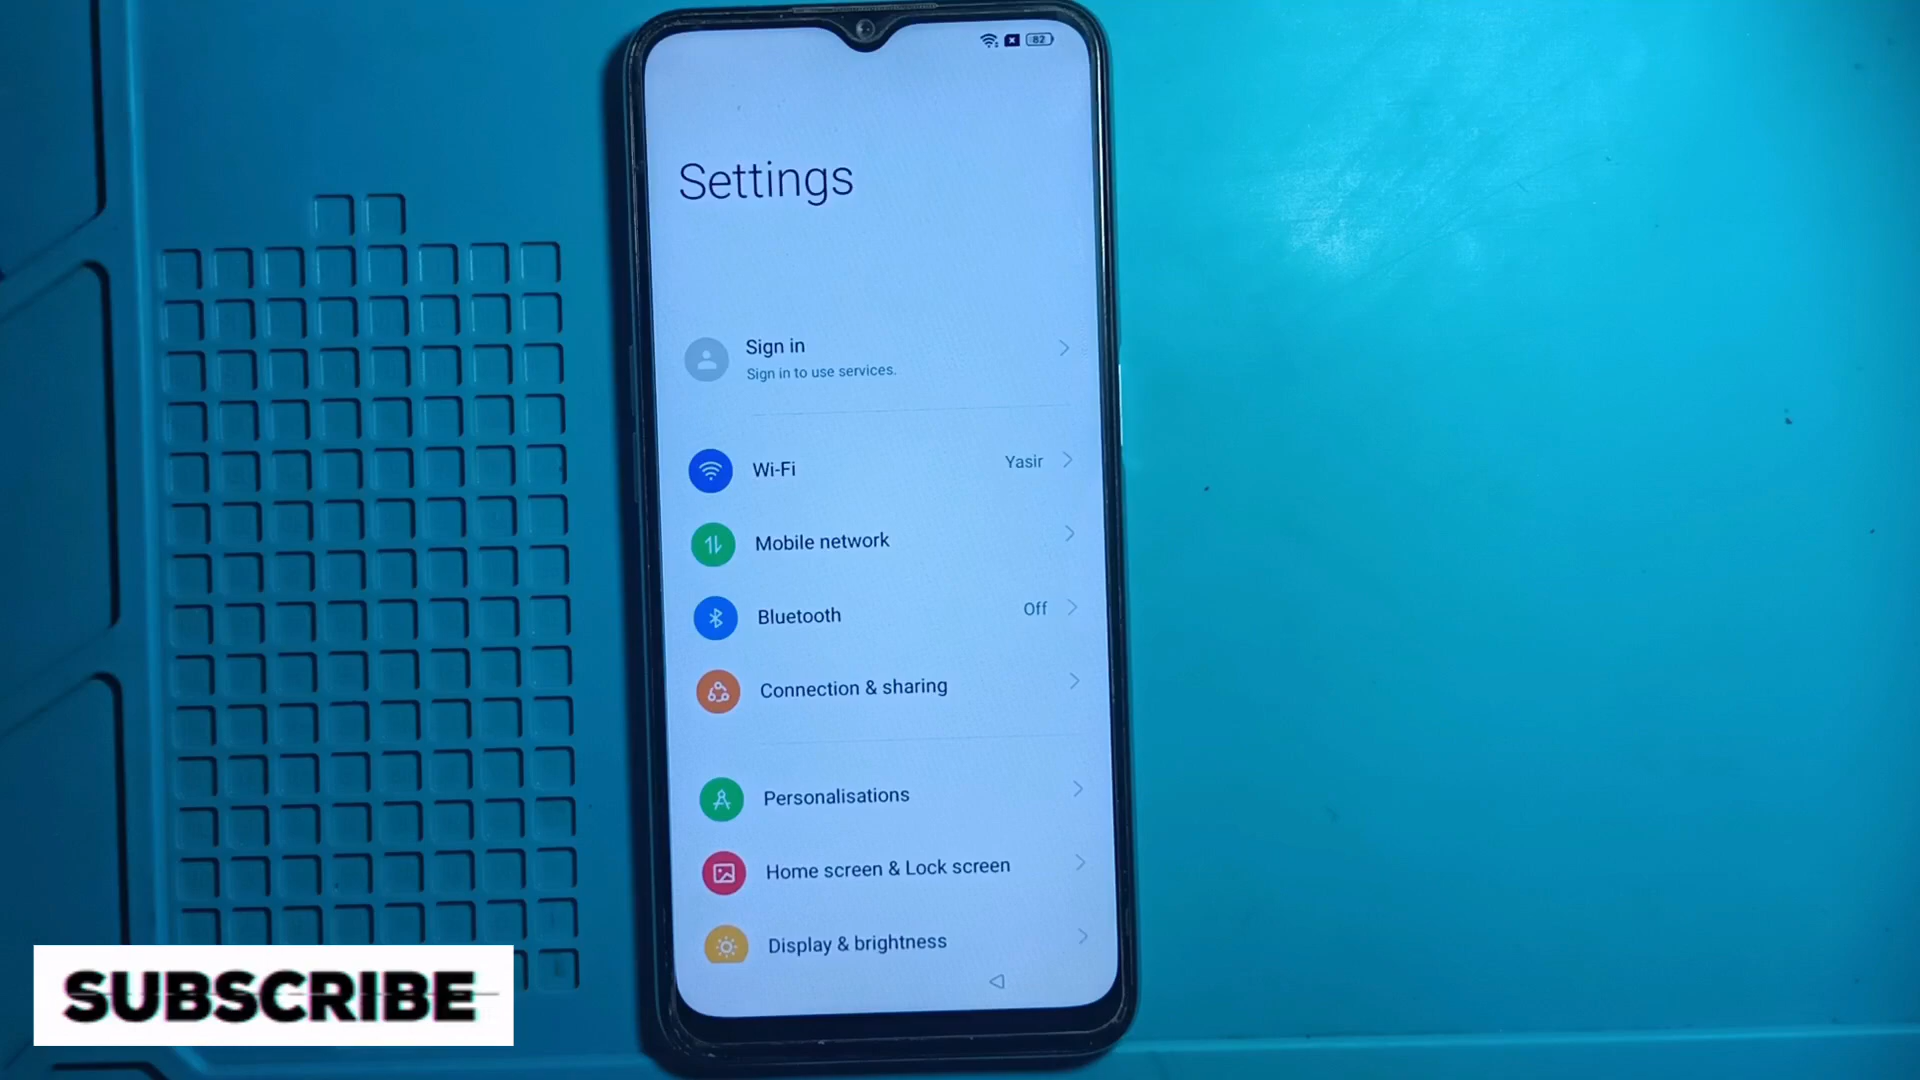 82
Settings
Sign in
Sign in to use services.
Wi-Fi Yasir
Mobile network
Bluetooth Off
Connection & sharing
Personalisations
Home screen & Lock screen
Display & brightness
SUBSCRIBE